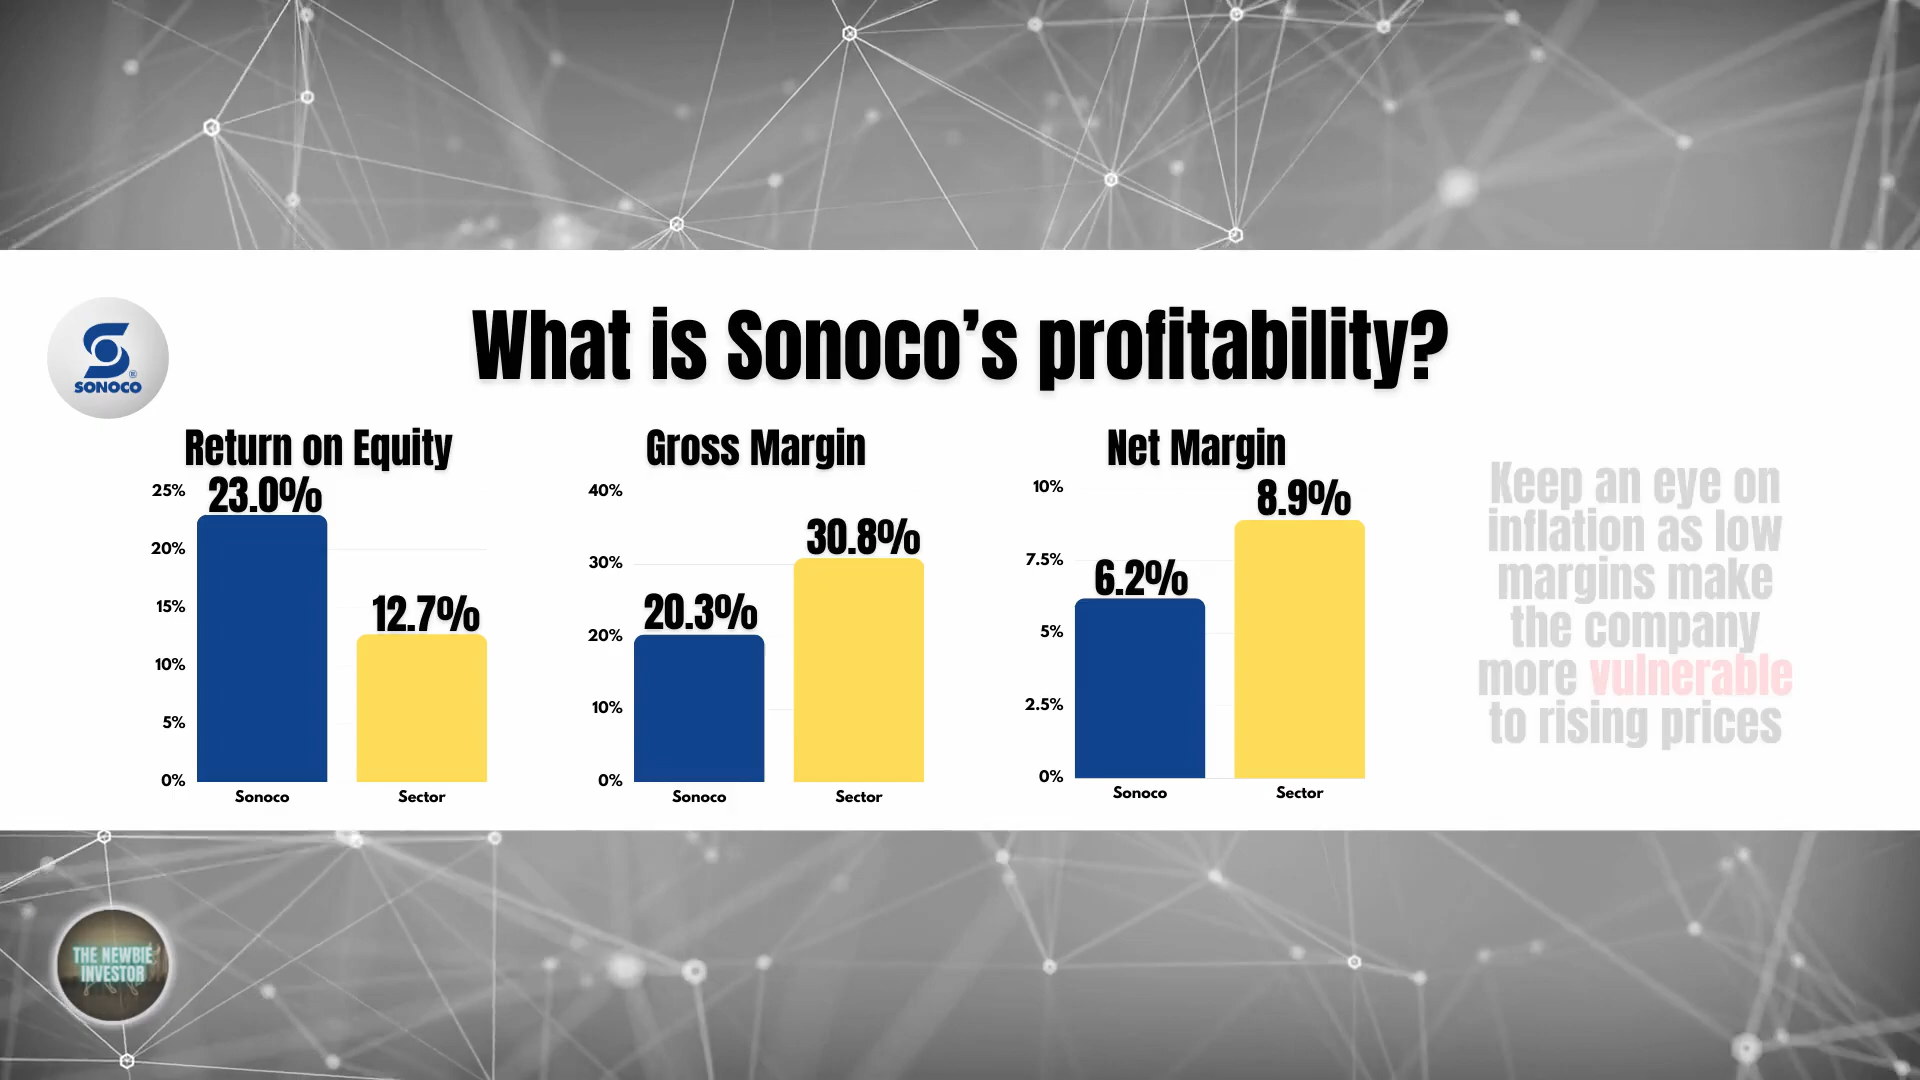 What is Sonoco’s profitability?
SONOCO
®
Return on Equity
25%
20%
15%
10%
5%
0%
23.0%
12.7%
Sonoco
Sector
Gross Margin
40%
30%
20%
10%
0%
20.3%
30.8%
Sonoco
Sector
Net Margin
10%
7.5%
5%
2.5%
0%
6.2%
8.9%
Sonoco
Sector
Keep an eye on
inflation as low
margins make
the company
more vulnerable
to rising prices
THE NEWBIE
INVESTOR